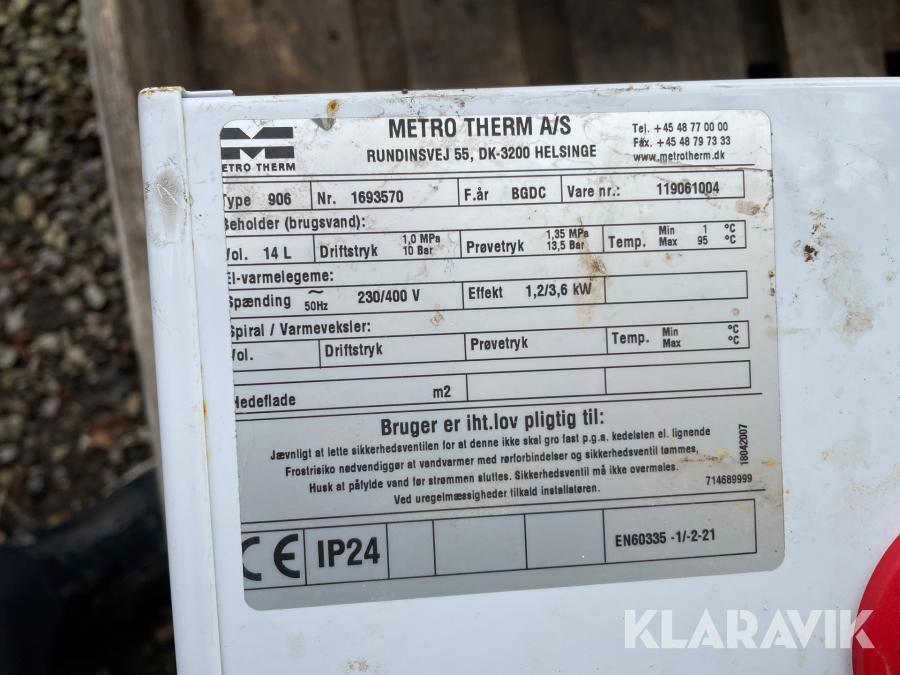 METRO THERM A/S
RUNDINSVEJ 55, DK-3200 HELSINGE
Tel. +45 48 77 00 00
Fax. +45 48 79 73 33
www.metrotherm.dk
METRO THERM
Type 906 Nr. 1693570 F.år BGDC Vare nr.: 119061004
Beholder (brugsvand):
Vol. 14 L Driftstryk 1,0 MPa 10 Bar Prøvetryk 1,35 MPa 13,5 Bar Temp. Min 1 °C Max 95 °C
El-varmelegeme:
Spænding ~ 50Hz 230/400 V Effekt 1,2/3,6 kW
Spiral / Varmeveksler:
Vol. Driftstryk Prøvetryk Temp. Min °C Max °C
Hedeflade m2
Bruger er iht.lov pligtig til:
Jævnligt at lette sikkerhedsventilen for at denne ikke skal gro fast p.g.a. kedelsten el. lignende
Frostrisiko nødvendiggør at vandvarmer med rørforbindelser og sikkerhedsventil tømmes,
Husk at påfylde vand før strømmen sluttes. Sikkerhedsventil må ikke overmales.
Ved uregelmæssigheder tilkald installatøren.
18042007
714689999
CE IP24 EN60335 -1/-2-21
KLARAVIK